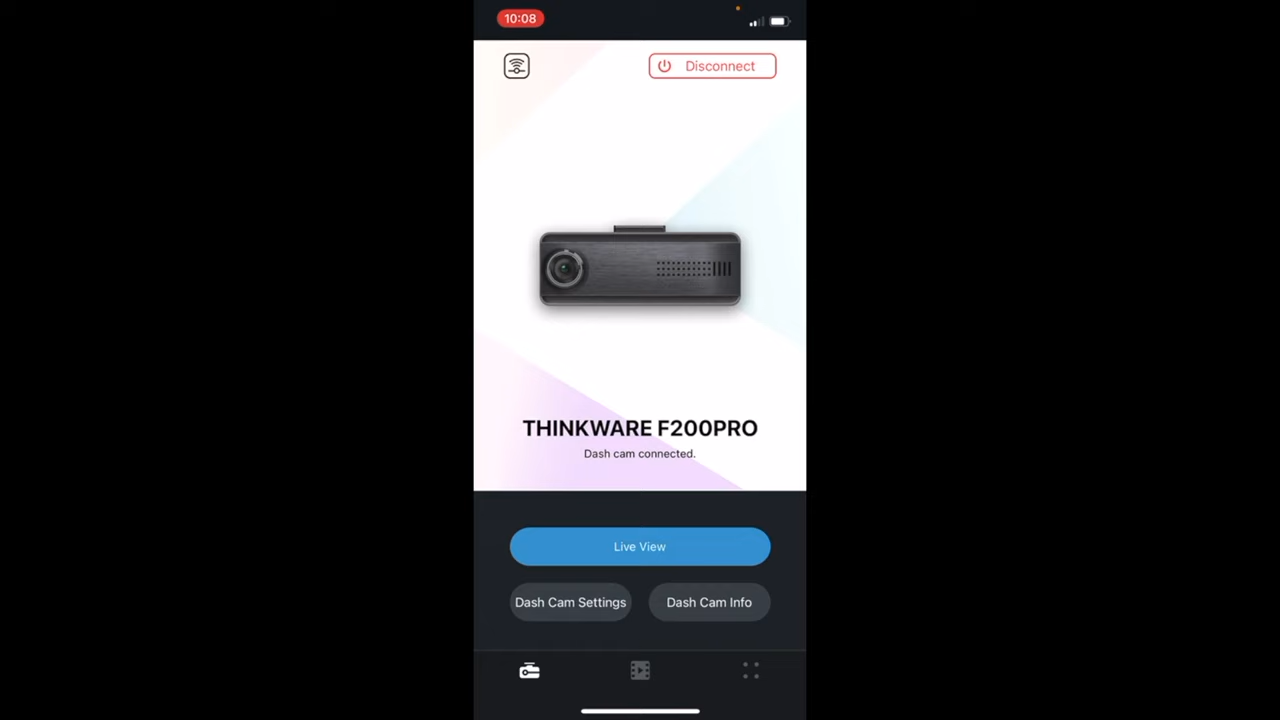 10:08
Disconnect
THINKWARE F200PRO
Dash cam connected.
Live View
Dash Cam Settings
Dash Cam Info